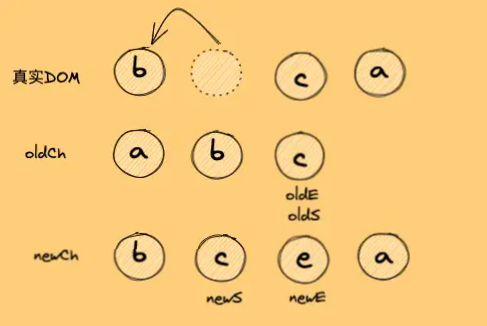 真实DOM b c a
oldCh a b c
oldE
oldS
newCh b c e a
newS newE